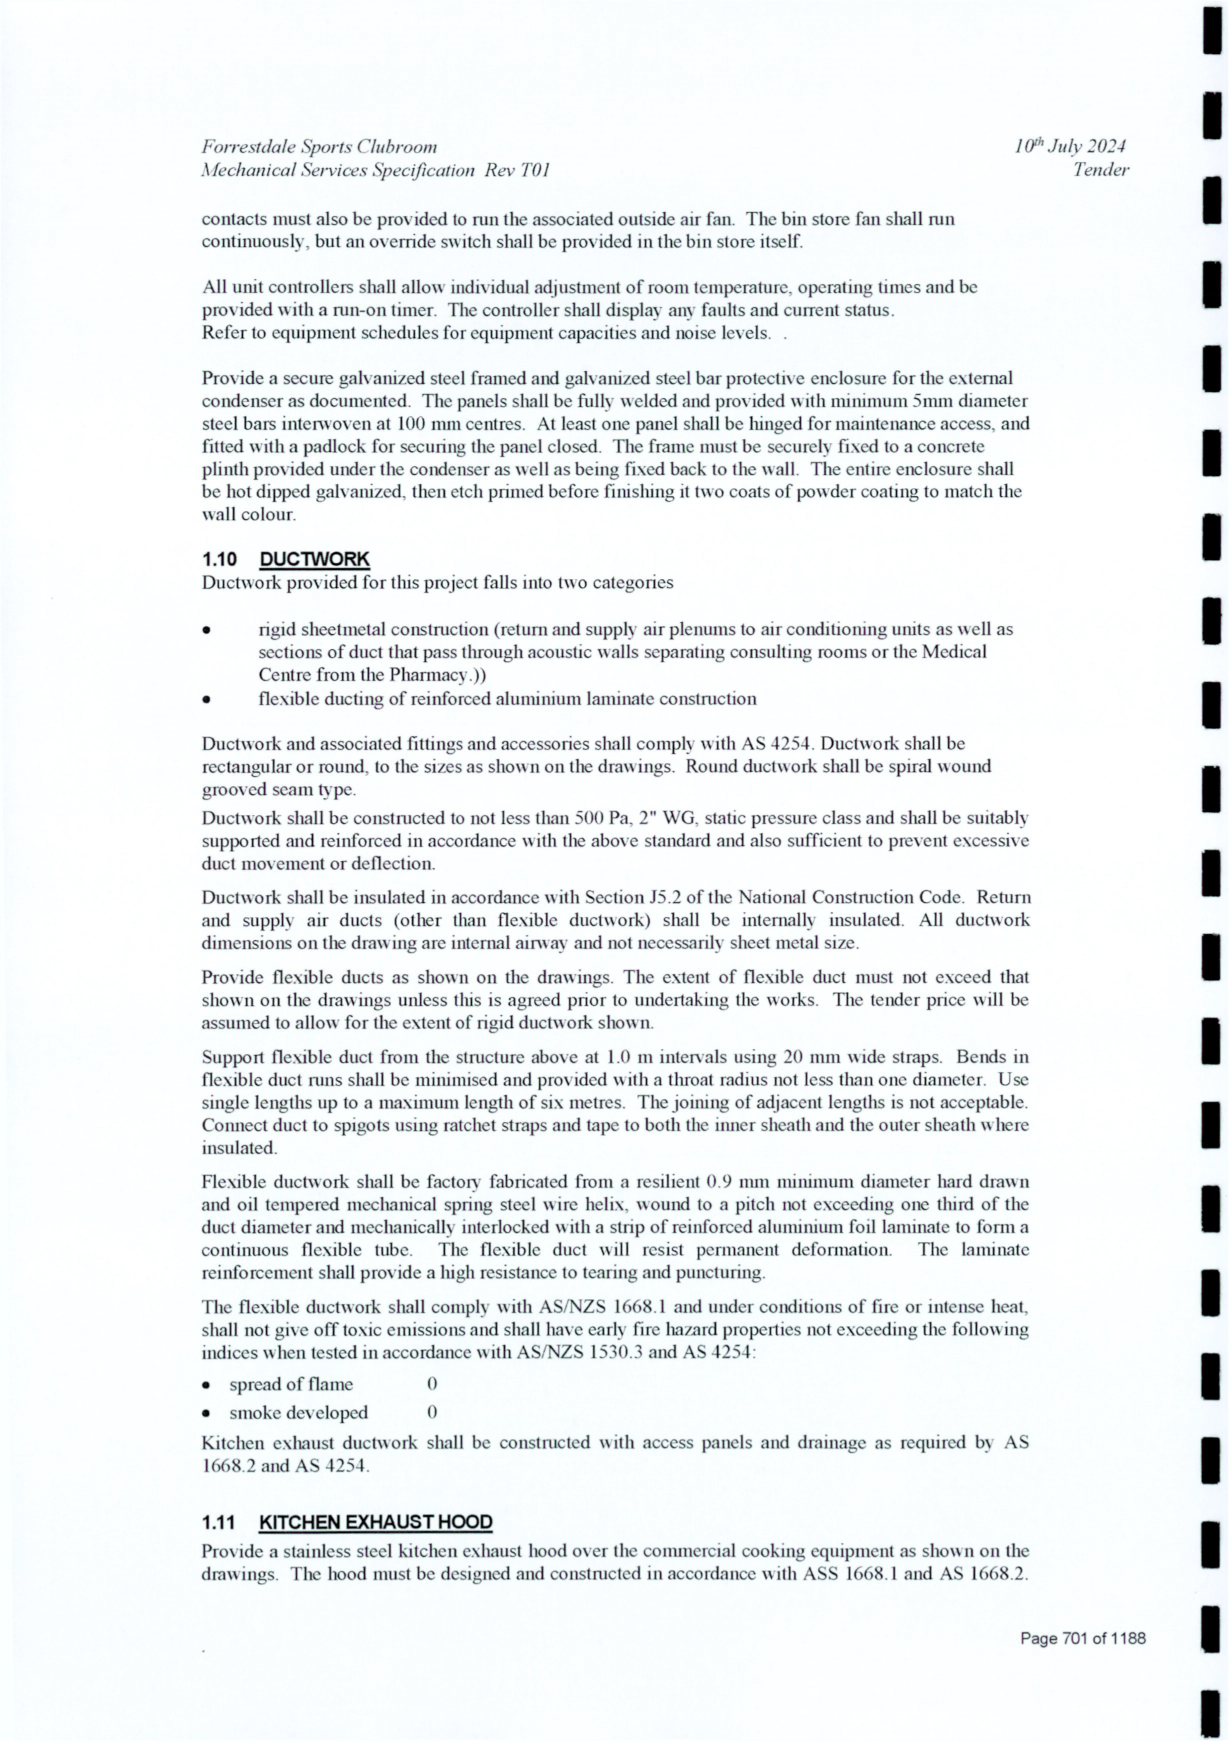 Forrestdale Sports Clubroom 10th July 2024
Mechanical Services Specification Rev T01 Tender
contacts must also be provided to run the associated outside air fan. The bin store fan shall run
continuously, but an override switch shall be provided in the bin store itself.
All unit controllers shall allow individual adjustment of room temperature, operating times and be
provided with a run-on timer. The controller shall display any faults and current status.
Refer to equipment schedules for equipment capacities and noise levels. .
Provide a secure galvanized steel framed and galvanized steel bar protective enclosure for the external
condenser as documented. The panels shall be fully welded and provided with minimum 5mm diameter
steel bars interwoven at 100 mm centres. At least one panel shall be hinged for maintenance access, and
fitted with a padlock for securing the panel closed. The frame must be securely fixed to a concrete
plinth provided under the condenser as well as being fixed back to the wall. The entire enclosure shall
be hot dipped galvanized, then etch primed before finishing it two coats of powder coating to match the
wall colour.
1.10 DUCTWORK
Ductwork provided for this project falls into two categories
• rigid sheetmetal construction (return and supply air plenums to air conditioning units as well as
sections of duct that pass through acoustic walls separating consulting rooms or the Medical
Centre from the Pharmacy.))
• flexible ducting of reinforced aluminium laminate construction
Ductwork and associated fittings and accessories shall comply with AS 4254. Ductwork shall be
rectangular or round, to the sizes as shown on the drawings. Round ductwork shall be spiral wound
grooved seam type.
Ductwork shall be constructed to not less than 500 Pa, 2" WG, static pressure class and shall be suitably
supported and reinforced in accordance with the above standard and also sufficient to prevent excessive
duct movement or deflection.
Ductwork shall be insulated in accordance with Section J5.2 of the National Construction Code. Return
and supply air ducts (other than flexible ductwork) shall be internally insulated. All ductwork
dimensions on the drawing are internal airway and not necessarily sheet metal size.
Provide flexible ducts as shown on the drawings. The extent of flexible duct must not exceed that
shown on the drawings unless this is agreed prior to undertaking the works. The tender price will be
assumed to allow for the extent of rigid ductwork shown.
Support flexible duct from the structure above at 1.0 m intervals using 20 mm wide straps. Bends in
flexible duct runs shall be minimised and provided with a throat radius not less than one diameter. Use
single lengths up to a maximum length of six metres. The joining of adjacent lengths is not acceptable.
Connect duct to spigots using ratchet straps and tape to both the inner sheath and the outer sheath where
insulated.
Flexible ductwork shall be factory fabricated from a resilient 0.9 mm minimum diameter hard drawn
and oil tempered mechanical spring steel wire helix, wound to a pitch not exceeding one third of the
duct diameter and mechanically interlocked with a strip of reinforced aluminium foil laminate to form a
continuous flexible tube. The flexible duct will resist permanent deformation. The laminate
reinforcement shall provide a high resistance to tearing and puncturing.
The flexible ductwork shall comply with AS/NZS 1668.1 and under conditions of fire or intense heat,
shall not give off toxic emissions and shall have early fire hazard properties not exceeding the following
indices when tested in accordance with AS/NZS 1530.3 and AS 4254:
• spread of flame 0
• smoke developed 0
Kitchen exhaust ductwork shall be constructed with access panels and drainage as required by AS
1668.2 and AS 4254.
1.11 KITCHEN EXHAUST HOOD
Provide a stainless steel kitchen exhaust hood over the commercial cooking equipment as shown on the
drawings. The hood must be designed and constructed in accordance with ASS 1668.1 and AS 1668.2.
Page 701 of 1188